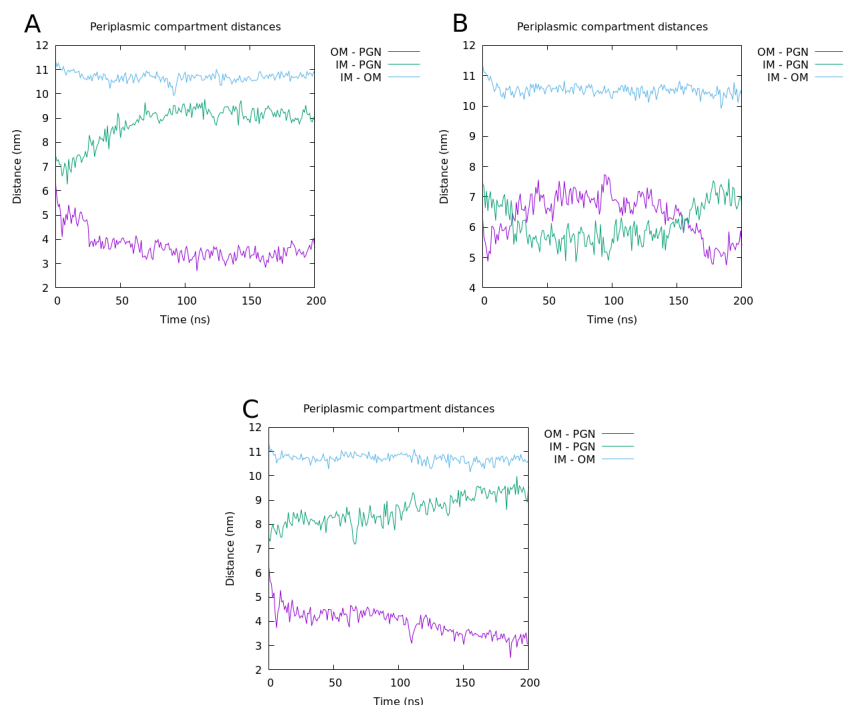 A
Periplasmic compartment distances
OM - PGN
IM - PGN
IM - OM
12
11
10
9
8
7
6
5
4
3
2
0
50
100
150
200
Distance (nm)
Time (ns)
B
Periplasmic compartment distances
OM - PGN
IM - PGN
IM - OM
12
11
10
9
8
7
6
5
4
0
50
100
150
200
Distance (nm)
Time (ns)
C
Periplasmic compartment distances
OM - PGN
IM - PGN
IM - OM
12
11
10
9
8
7
6
5
4
3
2
0
50
100
150
200
Distance (nm)
Time (ns)